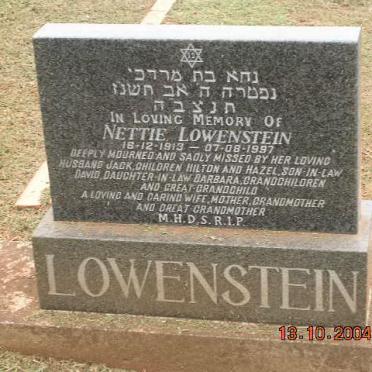 נחא בת מרדכי
נפטרה ה' אב תשנז
ת נ צ ב ה
IN LOVING MEMORY OF
NETTIE LOWENSTEIN
16-12-1913 — 07-08-1997
DEEPLY MOURNED AND SADLY MISSED BY HER LOVING
HUSBAND JACK, CHILDREN HILTON AND HAZEL, SON-IN-LAW
DAVID, DAUGHTER-IN-LAW BARBARA, GRANDCHILDREN
AND GREAT-GRANDCHILD
A LOVING AND CARING WIFE, MOTHER, GRANDMOTHER
AND GREAT GRANDMOTHER
M.H.D.S.R.I.P.
LOWENSTEIN
13.10.2004